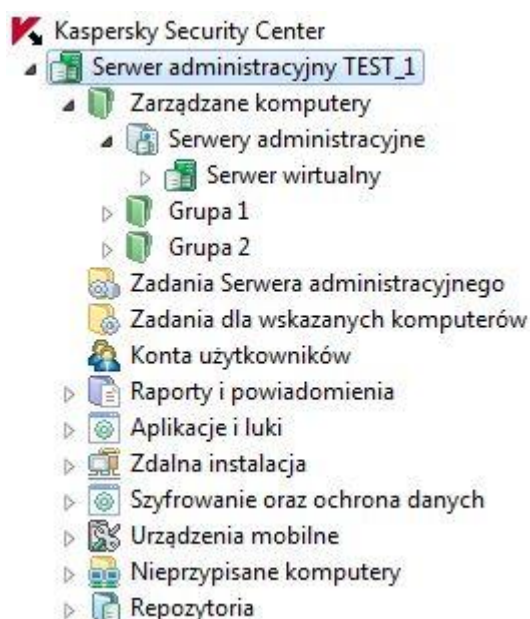 Kaspersky Security Center
Serwer administracyjny TEST_1
Zarządzane komputery
Serwery administracyjne
Serwer wirtualny
Grupa 1
Grupa 2
Zadania Serwera administracyjnego
Zadania dla wskazanych komputerów
Konta użytkowników
Raporty i powiadomienia
Aplikacje i luki
Zdalna instalacja
Szyfrowanie oraz ochrona danych
Urządzenia mobilne
Nieprzypisane komputery
Repozytoria